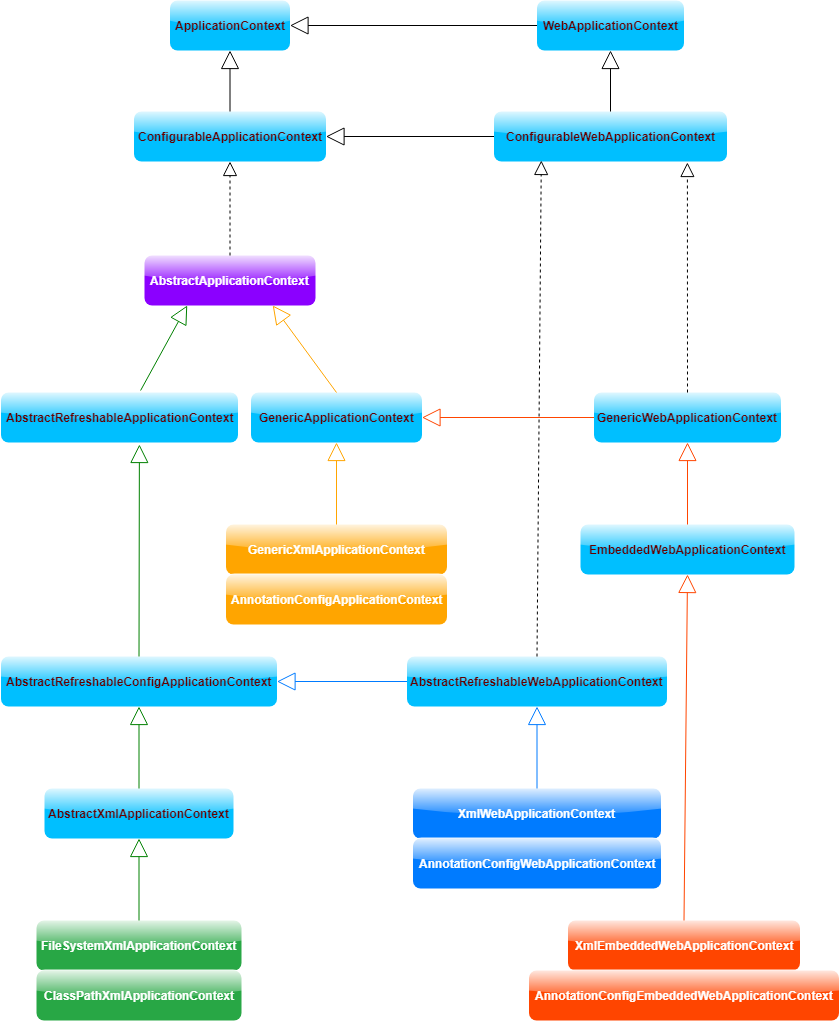 ApplicationContext
WebApplicationContext
ConfigurableApplicationContext
ConfigurableWebApplicationContext
AbstractApplicationContext
AbstractRefreshableApplicationContext
GenericApplicationContext
GenericWebApplicationContext
GenericXmlApplicationContext
EmbeddedWebApplicationContext
AnnotationConfigApplicationContext
AbstractRefreshableConfigApplicationContext
AbstractRefreshableWebApplicationContext
AbstractXmlApplicationContext
XmlWebApplicationContext
AnnotationConfigWebApplicationContext
FileSystemXmlApplicationContext
XmlEmbeddedWebApplicationContext
ClassPathXmlApplicationContext
AnnotationConfigEmbeddedWebApplicationContext